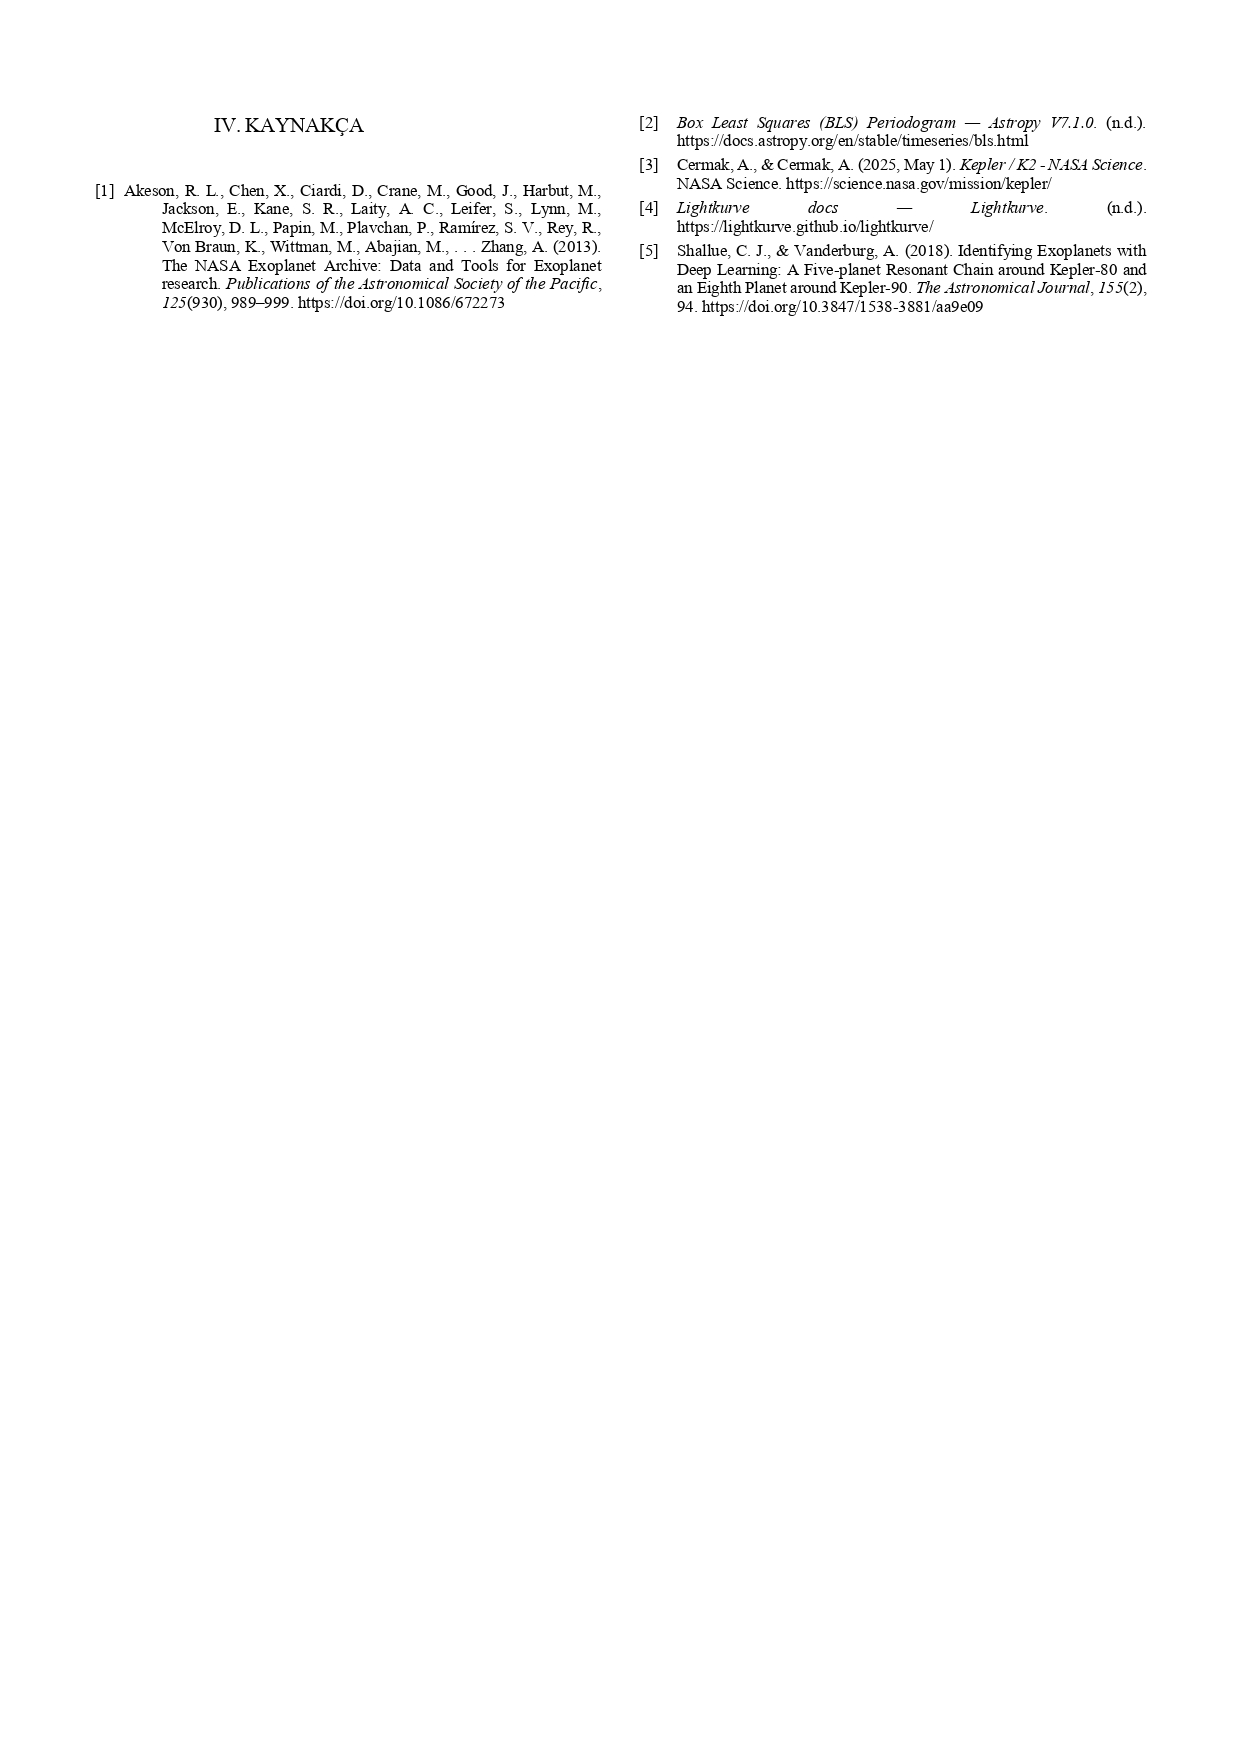 IV. KAYNAKÇA
[1] Akeson, R. L., Chen, X., Ciardi, D., Crane, M., Good, J., Harbut, M.,
Jackson, E., Kane, S. R., Laity, A. C., Leifer, S., Lynn, M.,
McElroy, D. L., Papin, M., Plavchan, P., Ramírez, S. V., Rey, R.,
Von Braun, K., Wittman, M., Abajian, M., . . . Zhang, A. (2013).
The NASA Exoplanet Archive: Data and Tools for Exoplanet
research. Publications of the Astronomical Society of the Pacific,
125(930), 989–999. https://doi.org/10.1086/672273
[2] Box Least Squares (BLS) Periodogram — Astropy V7.1.0. (n.d.).
https://docs.astropy.org/en/stable/timeseries/bls.html
[3] Cermak, A., & Cermak, A. (2025, May 1). Kepler / K2 - NASA Science.
NASA Science. https://science.nasa.gov/mission/kepler/
[4] Lightkurve docs — Lightkurve. (n.d.).
https://lightkurve.github.io/lightkurve/
[5] Shallue, C. J., & Vanderburg, A. (2018). Identifying Exoplanets with
Deep Learning: A Five-planet Resonant Chain around Kepler-80 and
an Eighth Planet around Kepler-90. The Astronomical Journal, 155(2),
94. https://doi.org/10.3847/1538-3881/aa9e09